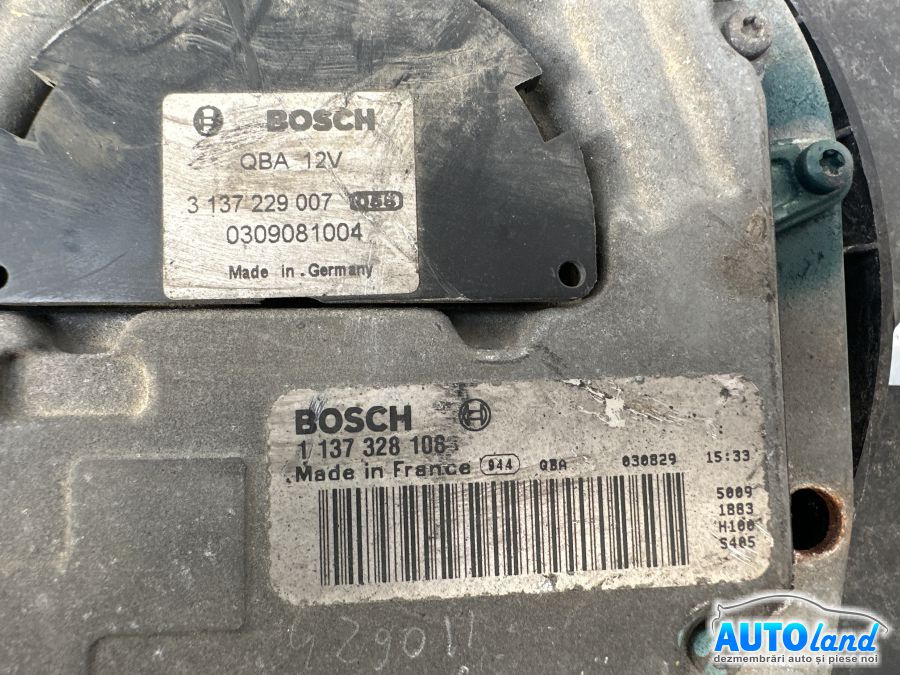 BOSCH
QBA 12V
3 137 229 007
0309081004
Made in . Germany
BOSCH
1 137 328 108
.Made in France 044 QBA 030829 15:33
5009
1883
H100
S405
AUTOland
dezmembrări auto și piese noi